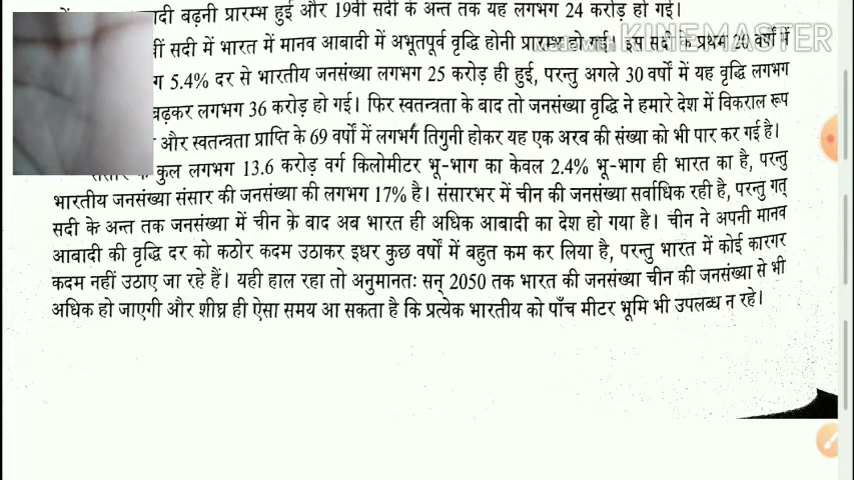 बढ़नी प्रारम्भ हुई और 19वीं सदी के अन्त तक यह लगभग 24 करोड़ हो गई।
सदी में भारत में मानव आबादी में अभूतपूर्व वृद्धि होनी प्रारम्भ हो गई। इस सदी के प्रथम 20 वर्षों में
5.4% दर से भारतीय जनसंख्या लगभग 25 करोड़ ही हुई, परन्तु अगले 30 वर्षों में यह वृद्धि लगभग
बढ़कर लगभग 36 करोड़ हो गई। फिर स्वतन्त्रता के बाद तो जनसंख्या वृद्धि ने हमारे देश में विकराल रूप
और स्वतन्त्रता प्राप्ति के 69 वर्षों में लगभग तिगुनी होकर यह एक अरब की संख्या को भी पार कर गई है।
कुल लगभग 13.6 करोड़ वर्ग किलोमीटर भू-भाग का केवल 2.4% भू-भाग ही भारत का है, परन्तु
भारतीय जनसंख्या संसार की जनसंख्या की लगभग 17% है। संसारभर में चीन की जनसंख्या सर्वाधिक रही है, परन्तु गत्
सदी के अन्त तक जनसंख्या में चीन के बाद अब भारत ही अधिक आबादी का देश हो गया है। चीन ने अपनी मानव
आबादी की वृद्धि दर को कठोर कदम उठाकर इधर कुछ वर्षों में बहुत कम कर लिया है, परन्तु भारत में कोई कारगर
कदम नहीं उठाए जा रहे हैं। यही हाल रहा तो अनुमानतः सन् 2050 तक भारत की जनसंख्या चीन की जनसंख्या से भी
अधिक हो जाएगी और शीघ्र ही ऐसा समय आ सकता है कि प्रत्येक भारतीय को पाँच मीटर भूमि भी उपलब्ध न रहे।
KINEMASTER